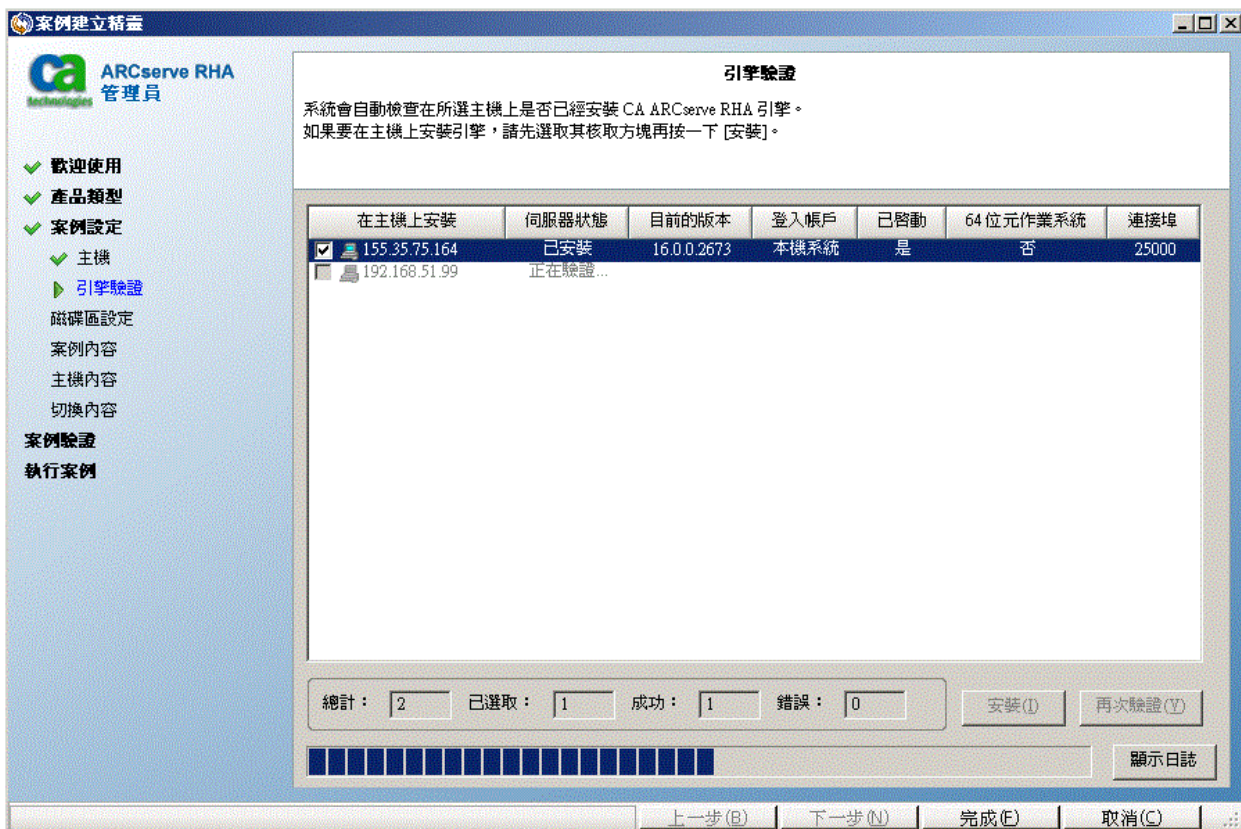 案例建立精靈
ca
technologies
ARCserve RHA
管理員
歡迎使用
產品類型
案例設定
主機
引擎驗證
磁碟區設定
案例內容
主機內容
切換內容
案例驗證
執行案例
引擎驗證
系統會自動檢查在所選主機上是否已經安裝 CA ARCserve RHA 引擎。
如果要在主機上安裝引擎，請先選取其核取方塊再按一下 [安裝]。
在主機上安裝 伺服器狀態 目前的版本 登入帳戶 已啟動 64 位元作業系統 連接埠
155.35.75.164 已安裝 16.0.0.2673 本機系統 是 否 25000
192.168.51.99 正在驗證...
總計： 2 已選取： 1 成功： 1 錯誤： 0 安裝(I) 再次驗證(V)
顯示日誌
上一步(B) 下一步(N) 完成(F) 取消(C)